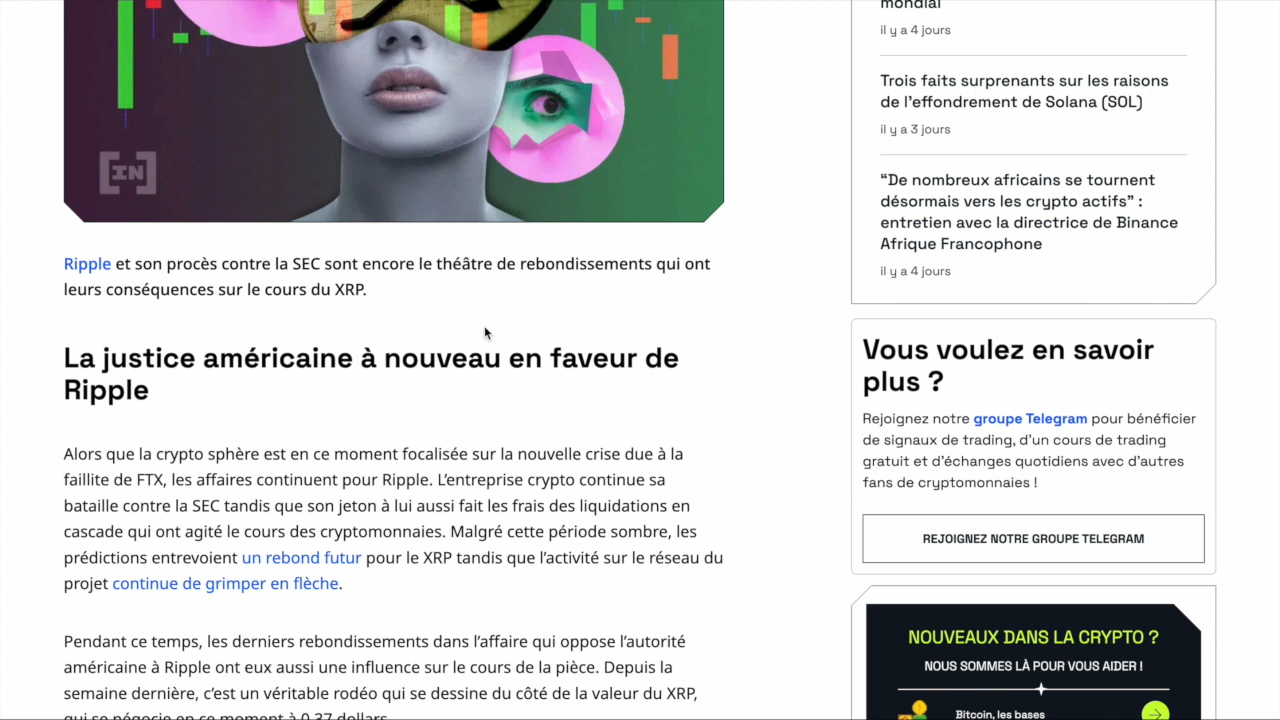 [IN]
Ripple et son procès contre la SEC sont encore le théâtre de rebondissements qui ont
leurs conséquences sur le cours du XRP.
La justice américaine à nouveau en faveur de
Ripple
Alors que la crypto sphère est en ce moment focalisée sur la nouvelle crise due à la
faillite de FTX, les affaires continuent pour Ripple. L’entreprise crypto continue sa
bataille contre la SEC tandis que son jeton à lui aussi fait les frais des liquidations en
cascade qui ont agité le cours des cryptomonnaies. Malgré cette période sombre, les
prédictions entrevoient un rebond futur pour le XRP tandis que l’activité sur le réseau du
projet continue de grimper en flèche.
Pendant ce temps, les derniers rebondissements dans l’affaire qui oppose l’autorité
américaine à Ripple ont eux aussi une influence sur le cours de la pièce. Depuis la
semaine dernière, c’est un véritable rodéo qui se dessine du côté de la valeur du XRP,
qui se négocie en ce moment à 0,37 dollars.
mondial
il y a 4 jours
Trois faits surprenants sur les raisons
de l’effondrement de Solana (SOL)
il y a 3 jours
“De nombreux africains se tournent
désormais vers les crypto actifs” :
entretien avec la directrice de Binance
Afrique Francophone
il y a 4 jours
Vous voulez en savoir
plus ?
Rejoignez notre groupe Telegram pour bénéficier
de signaux de trading, d’un cours de trading
gratuit et d’échanges quotidiens avec d’autres
fans de cryptomonnaies !
REJOIGNEZ NOTRE GROUPE TELEGRAM
NOUVEAUX DANS LA CRYPTO ?
NOUS SOMMES LÀ POUR VOUS AIDER !
Bitcoin, les bases